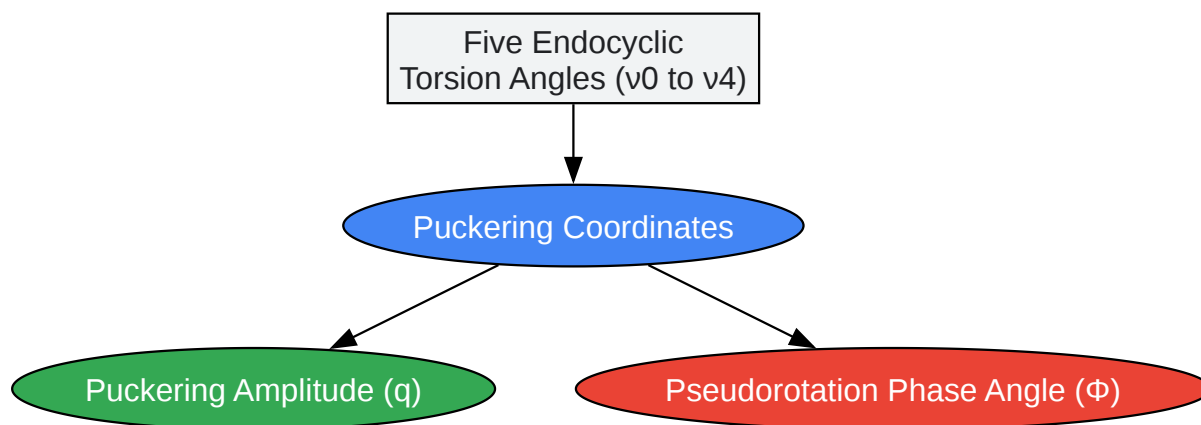 Five Endocyclic
Torsion Angles (ν0 to ν4)
Puckering Coordinates
Puckering Amplitude (q)
Pseudorotation Phase Angle (Φ)